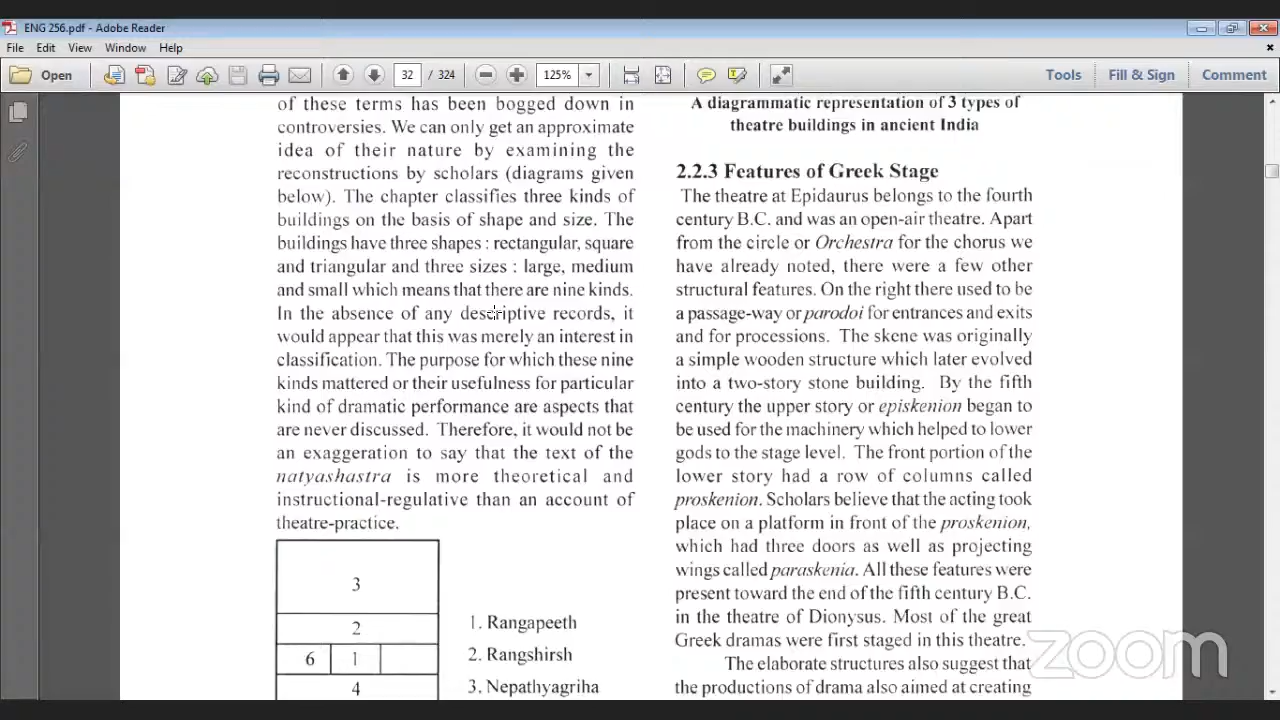 ENG 256.pdf - Adobe Reader
File Edit View Window Help
Open 32 / 324 125% Tools Fill & Sign Comment
of these terms has been bogged down in
controversies. We can only get an approximate
idea of their nature by examining the
reconstructions by scholars (diagrams given
below). The chapter classifies three kinds of
buildings on the basis of shape and size. The
buildings have three shapes : rectangular, square
and triangular and three sizes : large, medium
and small which means that there are nine kinds.
In the absence of any descriptive records, it
would appear that this was merely an interest in
classification. The purpose for which these nine
kinds mattered or their usefulness for particular
kind of dramatic performance are aspects that
are never discussed. Therefore, it would not be
an exaggeration to say that the text of the
natyashastra is more theoretical and
instructional-regulative than an account of
theatre-practice.
3
2
6 1
4
1. Rangapeeth
2. Rangshirsh
3. Nepathyagriha
A diagrammatic representation of 3 types of
theatre buildings in ancient India
2.2.3 Features of Greek Stage
The theatre at Epidaurus belongs to the fourth
century B.C. and was an open-air theatre. Apart
from the circle or Orchestra for the chorus we
have already noted, there were a few other
structural features. On the right there used to be
a passage-way or parodoi for entrances and exits
and for processions. The skene was originally
a simple wooden structure which later evolved
into a two-story stone building. By the fifth
century the upper story or episkenion began to
be used for the machinery which helped to lower
gods to the stage level. The front portion of the
lower story had a row of columns called
proskenion. Scholars believe that the acting took
place on a platform in front of the proskenion,
which had three doors as well as projecting
wings called paraskenia. All these features were
present toward the end of the fifth century B.C.
in the theatre of Dionysus. Most of the great
Greek dramas were first staged in this theatre.
The elaborate structures also suggest that
the productions of drama also aimed at creating
zoom